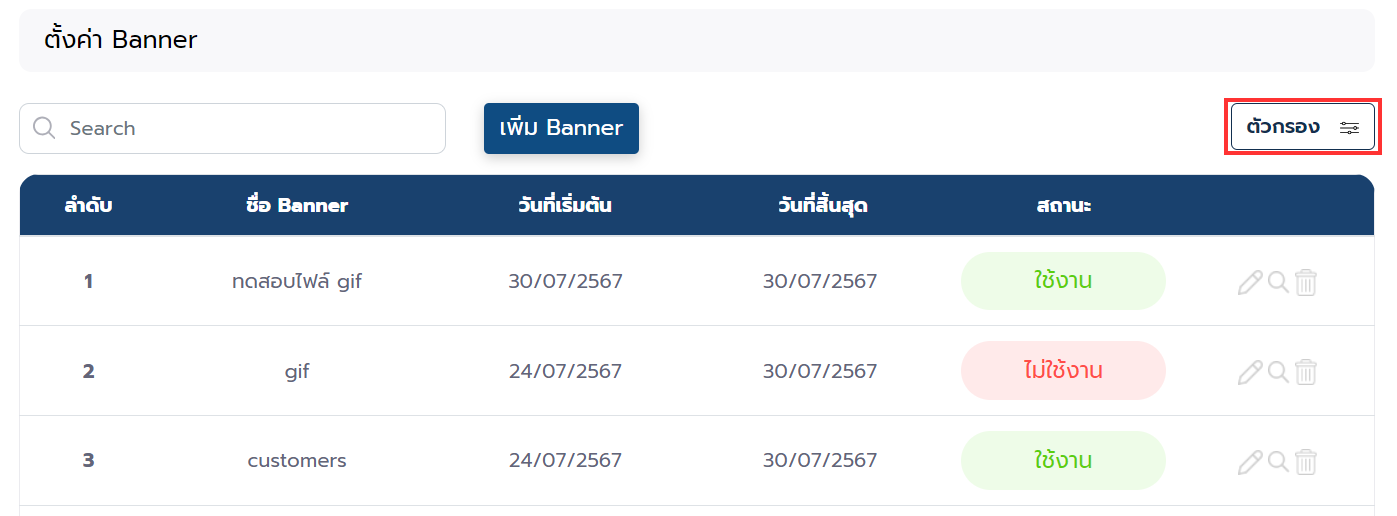 ตั้งค่า Banner
Search เพิ่ม Banner ตัวกรอง
ลำดับ ชื่อ Banner วันที่เริ่มต้น วันที่สิ้นสุด สถานะ
1 ทดสอบไฟล์ gif 30/07/2567 30/07/2567 ใช้งาน
2 gif 24/07/2567 30/07/2567 ไม่ใช้งาน
3 customers 24/07/2567 30/07/2567 ใช้งาน